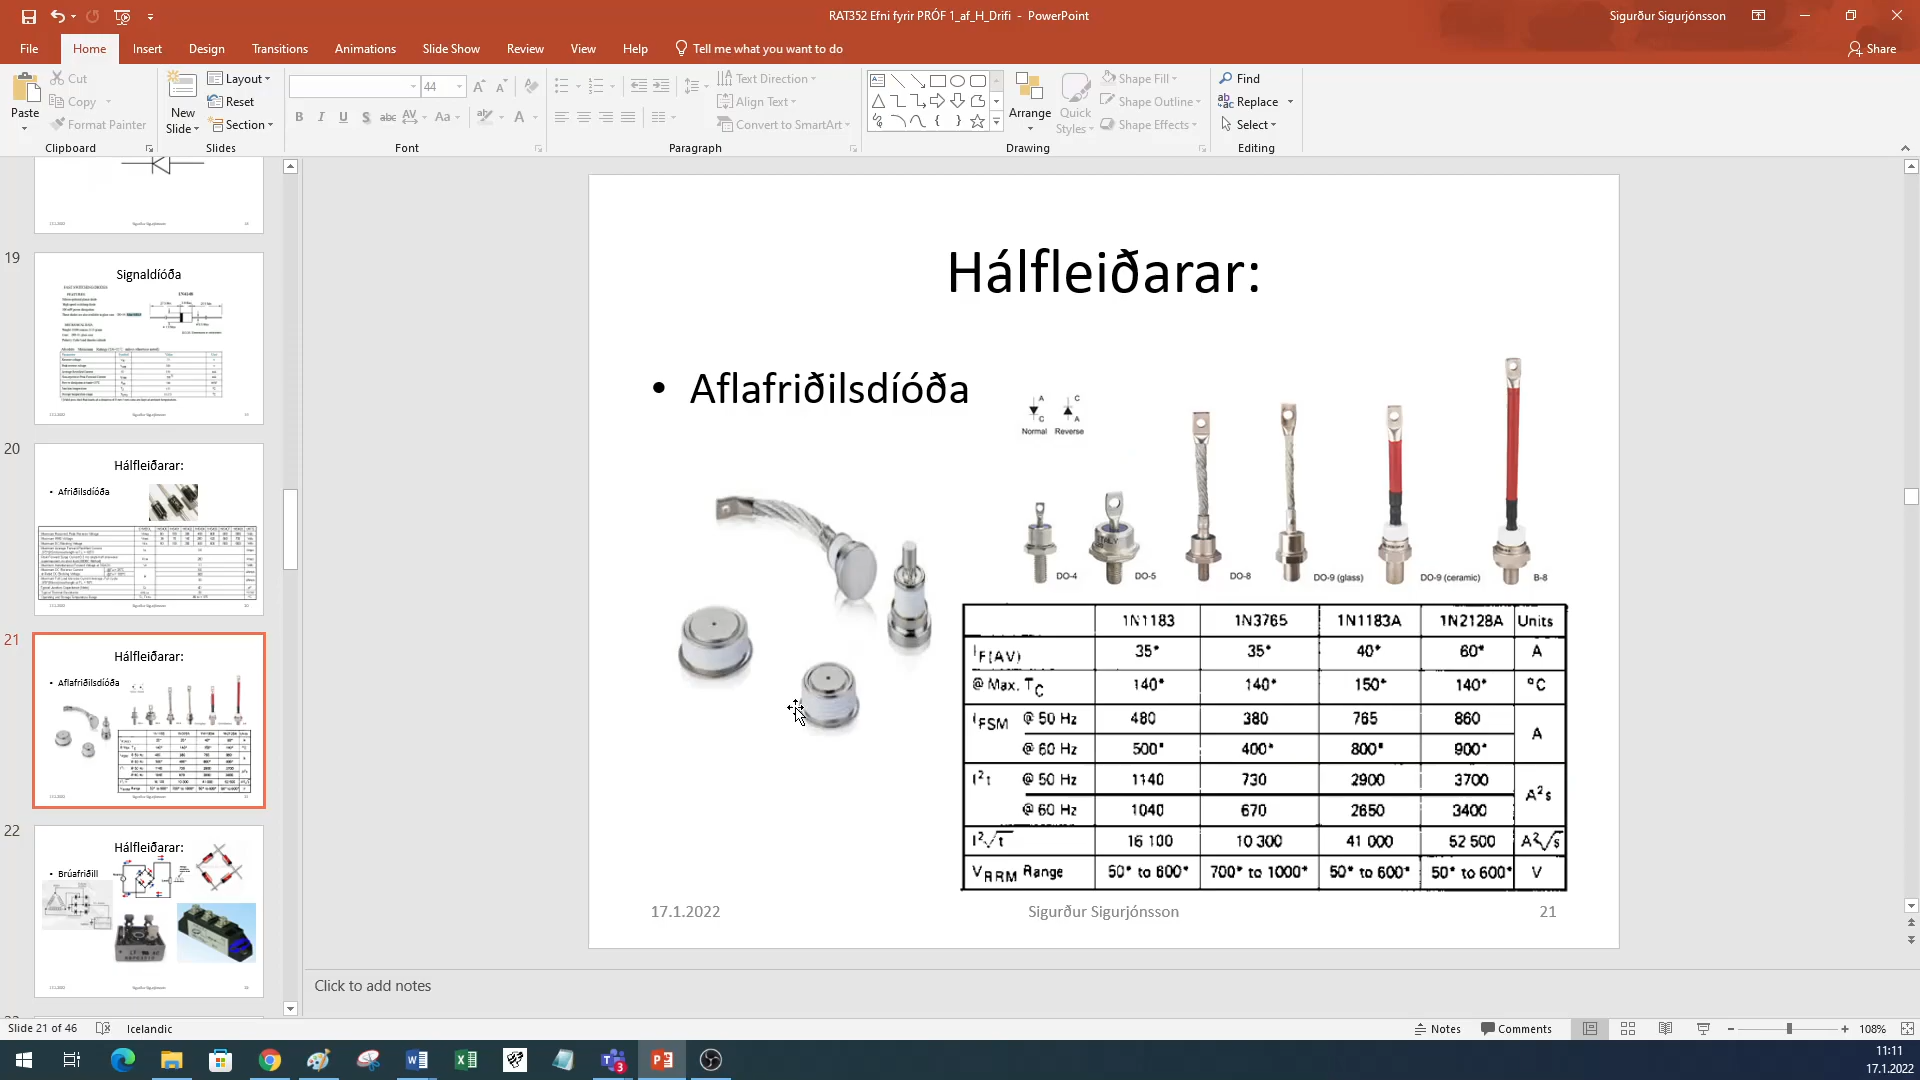 RAT352 Efni fyrir PRÓF 1_af_H_Drifi - PowerPoint
Sigurður Sigurjónsson
File Home Insert Design Transitions Animations Slide Show Review View Help Tell me what you want to do
Share
Paste
Cut
Copy
Format Painter
Clipboard
New Slide
Layout
Reset
Section
Slides
44
Font
Text Direction
Align Text
Convert to SmartArt
Paragraph
Arrange
Quick Styles
Shape Fill
Shape Outline
Shape Effects
Drawing
Find
Replace
Select
Editing
19
Signaldíóða
20
Hálfleiðarar:
• Afriðilsdíóða
21
Hálfleiðarar:
• Aflafriðilsdíóða
22
Hálfleiðarar:
• Brúafriðill
Hálfleiðarar:
• Aflafriðilsdíóða
A C
C A
Normal Reverse
DO-4 DO-5 DO-8 DO-9 (glass) DO-9 (ceramic) B-8
1N1183 1N3765 1N1183A 1N2128A Units
IF(AV) 35* 35* 40* 60* A
@ Max. TC 140* 140* 150* 140* °C
IFSM @ 50 Hz 480 380 765 860 A
@ 60 Hz 500* 400* 800* 900*
I²t @ 50 Hz 1140 730 2900 3700 A²s
@ 60 Hz 1040 670 2650 3400
I²√t 16 100 10 300 41 000 52 500 A²√s
VRRM Range 50* to 600* 700* to 1000* 50* to 600* 50* to 600* V
17.1.2022 Sigurður Sigurjónsson 21
Click to add notes
Slide 21 of 46 Icelandic Notes Comments 108%
3
11:11
17.1.2022